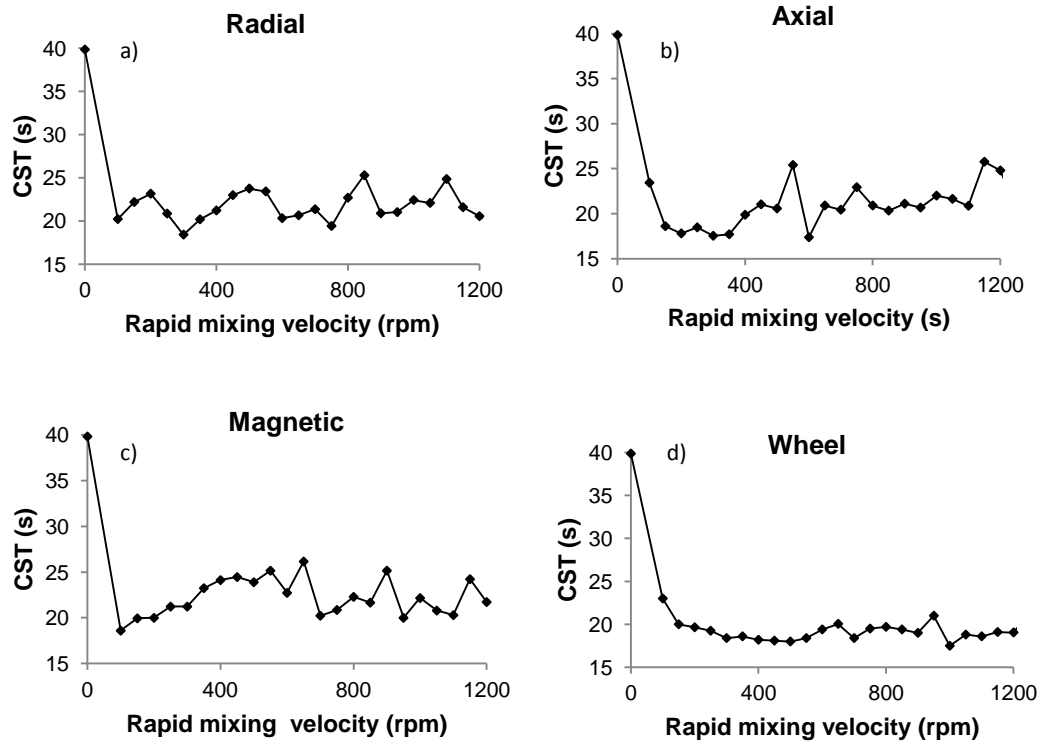 Radial
a)
40
35
30
25
20
15
CST (s)
0 400 800 1200
Rapid mixing velocity (rpm)
Axial
b)
40
35
30
25
20
15
CST (s)
0 400 800 1200
Rapid mixing velocity (s)
Magnetic
c)
40
35
30
25
20
15
CST (s)
0 400 800 1200
Rapid mixing velocity (rpm)
Wheel
d)
40
35
30
25
20
15
CST (s)
0 400 800 1200
Rapid mixing velocity (rpm)